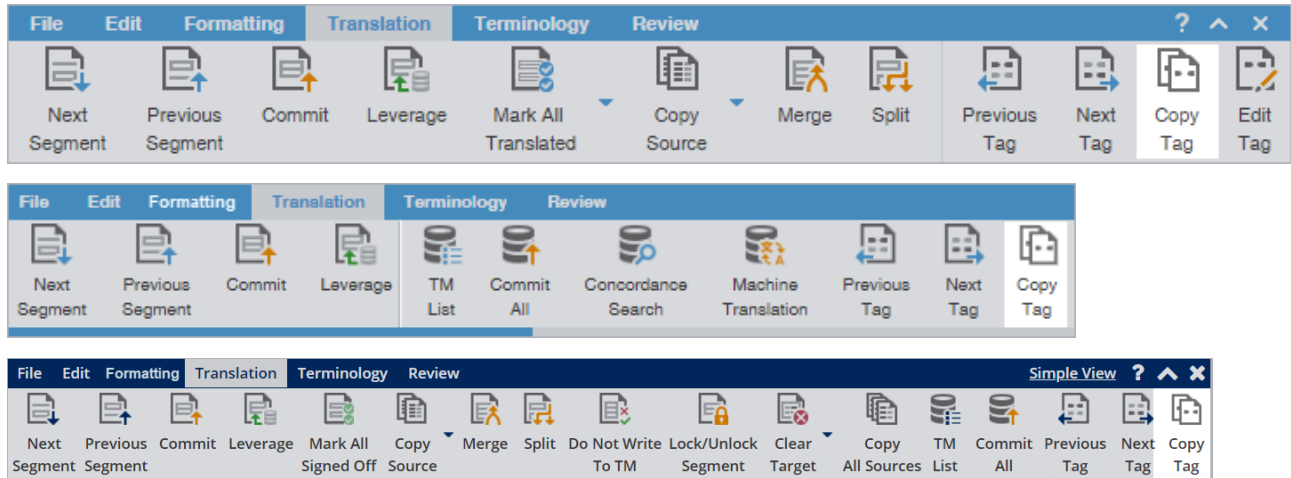 File Edit Formatting Translation Terminology Review ?
Next Previous Commit Leverage Mark All Copy Merge Split Previous Next Copy Edit
Segment Segment Translated Source Tag Tag Tag Tag
File Edit Formatting Translation Terminology Review
Next Previous Commit Leverage TM Commit Concordance Machine Previous Next Copy
Segment Segment List All Search Translation Tag Tag Tag
File Edit Formatting Translation Terminology Review Simple View ?
Next Previous Commit Leverage Mark All Copy Merge Split Do Not Write Lock/Unlock Clear Copy TM Commit Previous Next Copy
Segment Segment Signed Off Source To TM Segment Target All Sources List All Tag Tag Tag